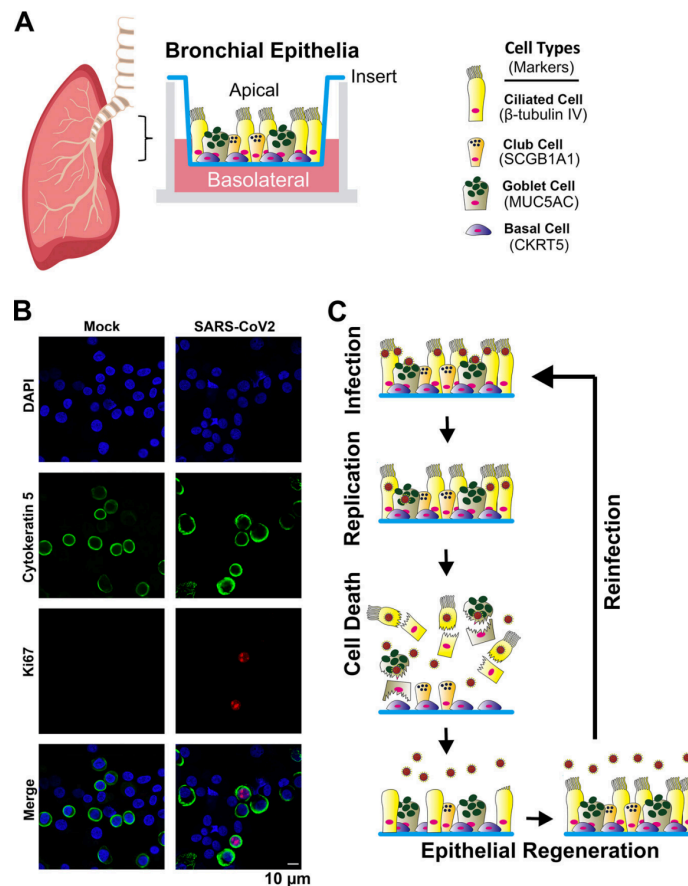 A
Bronchial Epithelia
Apical
Insert
Basolateral
Cell Types
(Markers)
Ciliated Cell
(β-tubulin IV)
Club Cell
(SCGB1A1)
Goblet Cell
(MUC5AC)
Basal Cell
(CKRT5)
B
Mock
SARS-CoV2
DAPI
Cytokeratin 5
Ki67
Merge
10 µm
C
Infection
Replication
Cell Death
Reinfection
Epithelial Regeneration